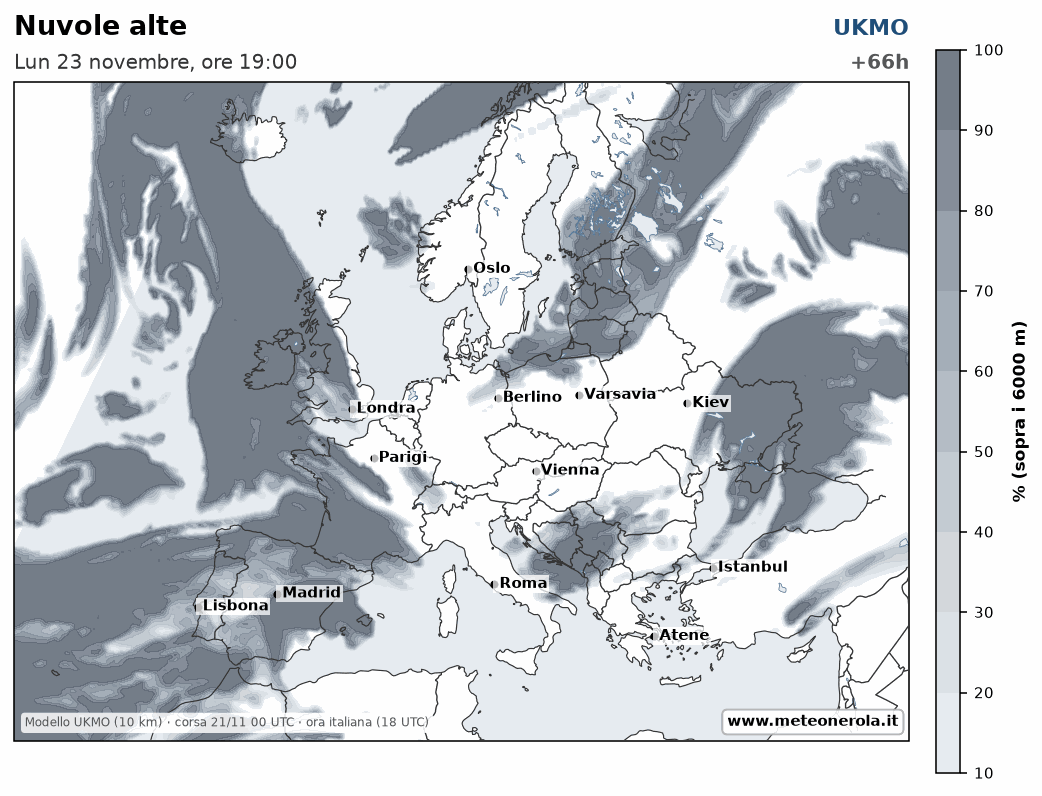 Nuvole alte
UKMO
Lun 23 novembre, ore 19:00
+66h
100
90
80
70
60
50
40
30
20
10
% (sopra i 6000 m)
Oslo
Londra
Berlino
Varsavia
Kiev
Parigi
Vienna
Roma
Istanbul
Madrid
Lisbona
Atene
Modello UKMO (10 km) · corsa 21/11 00 UTC · ora italiana (18 UTC)
www.meteonerola.it